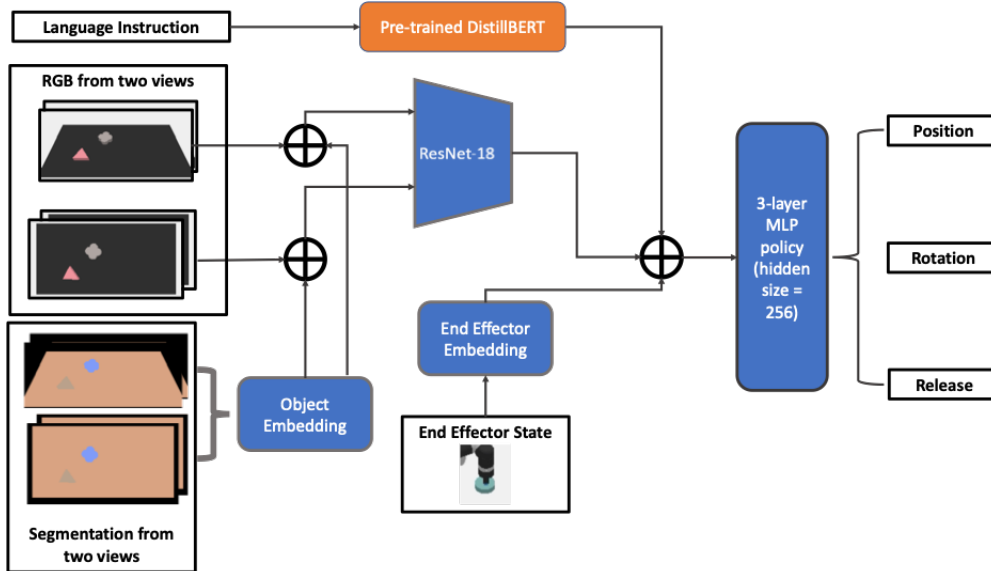 Language Instruction
Pre-trained DistillBERT
RGB from two views
ResNet-18
Position
3-layer
MLP
policy
(hidden
size =
256)
Rotation
End Effector
Embedding
Object
Embedding
Release
End Effector State
Segmentation from
two views